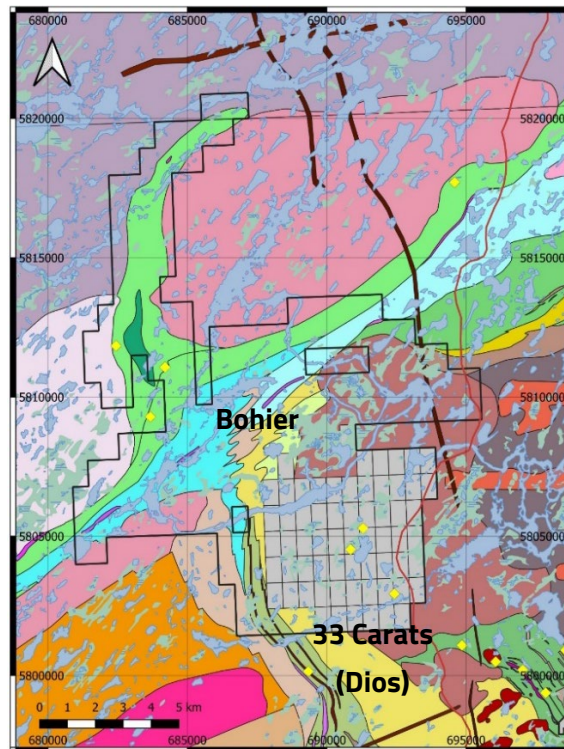 680000 685000 690000 695000
5820000 5820000
5815000 5815000
5810000 5810000
Bohier
5805000 5805000
33 Carats
(Dios)
5800000 5800000
0 1 2 3 4 5 km
680000 685000 690000 695000